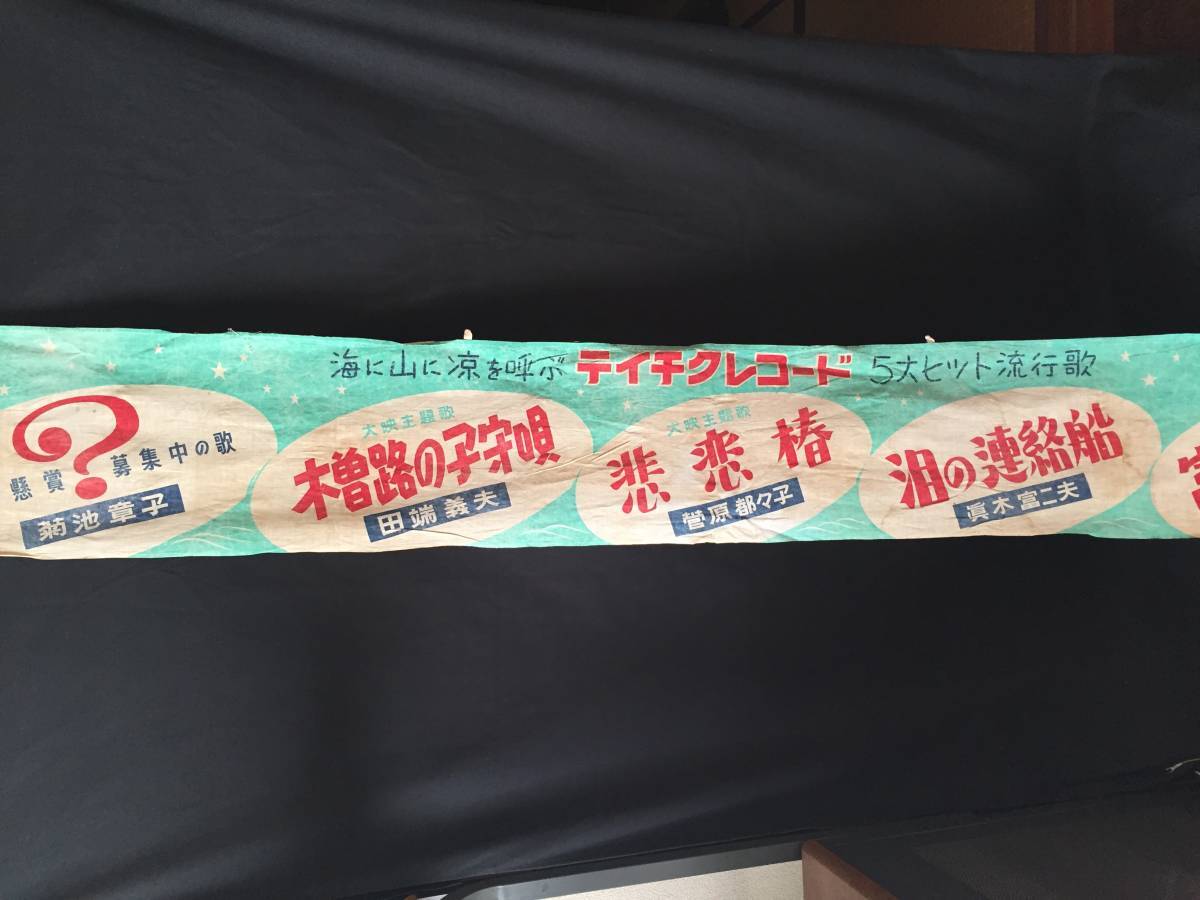 海に山に凉を呼ぶ テイチクレコード 5大ヒット流行歌
?
懸賞募集中の歌
菊池章子
大映主題歌
木曽路の子守唄
田端義夫
大映主題歌
悲恋椿
菅原都々子
泪の連絡船
眞木富二夫